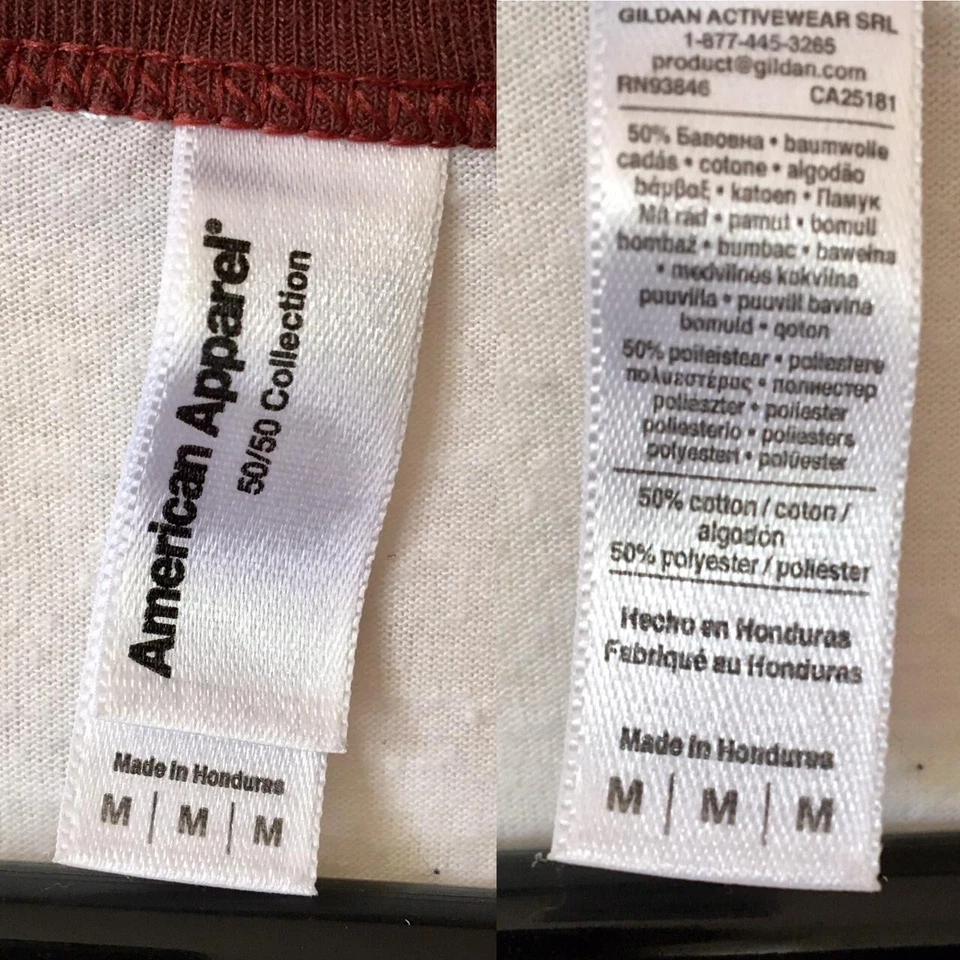 American Apparel®
50/50 Collection
Made in Honduras
M | M | M
GILDAN ACTIVEWEAR SRL
1-877-445-3265
product@gildan.com
RN93846 CA25181
50% Бавовна • baumwolle
cadás • cotone • algodão
βάμβαξ • katoen • Памук
Mít rád • pamut • bomull
bombaž • bumbac • bawełna
• medvilnės kokvilna
puuvilla • puuvill bavlna
bomuld • qoton
50% poileistear • poliestere
πολυεστέρας • полиестер
polieszter • poliester
poliesterio • poliesters
polyesteri • polüester
50% cotton / coton /
algodón
50% polyester / poliéster
Hecho en Honduras
Fabriqué au Honduras
Made in Honduras
M | M | M